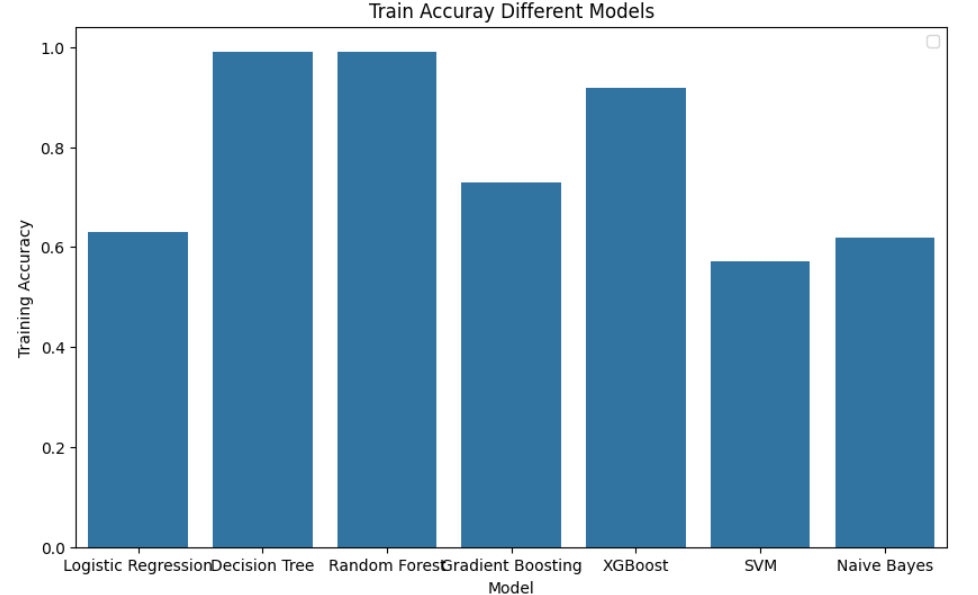 Train Accuray Different Models
Training Accuracy
1.0
0.8
0.6
0.4
0.2
0.0
Logistic Regression Decision Tree Random Forest Gradient Boosting XGBoost SVM Naive Bayes
Model